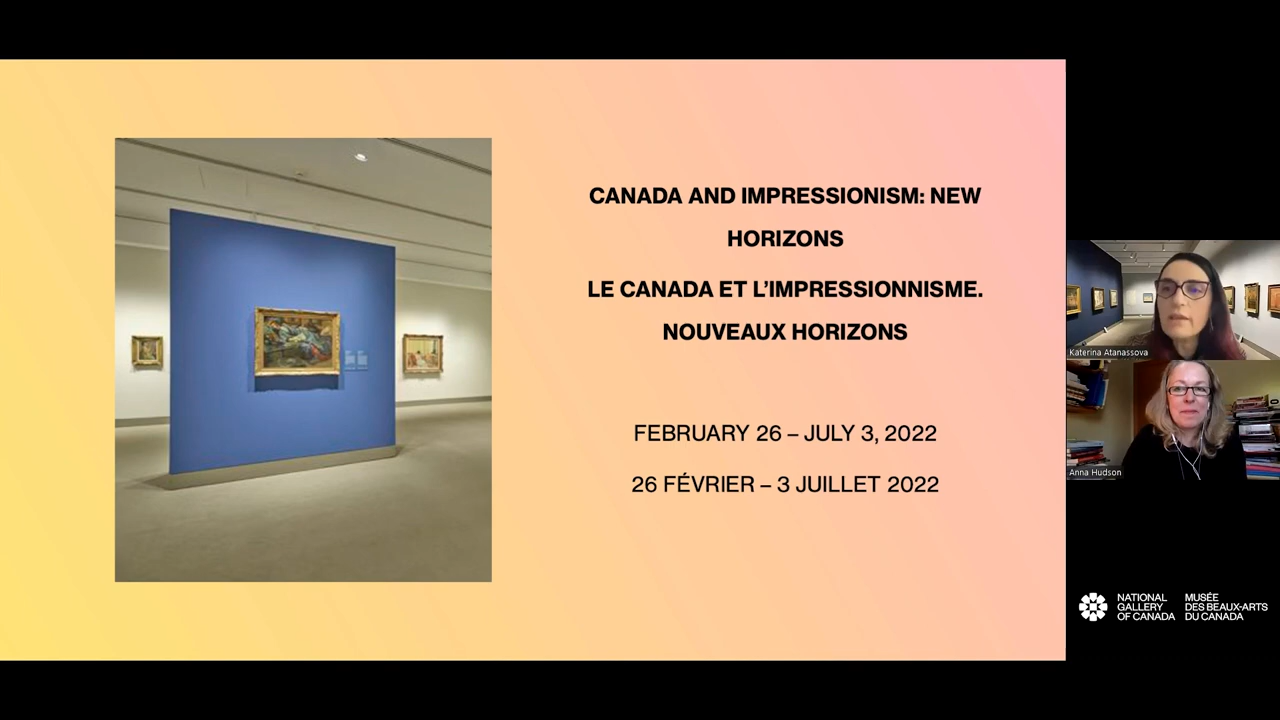 CANADA AND IMPRESSIONISM: NEW
HORIZONS
LE CANADA ET L’IMPRESSIONNISME.
NOUVEAUX HORIZONS
FEBRUARY 26 – JULY 3, 2022
26 FÉVRIER – 3 JUILLET 2022
Katerina Atanassova
Anna Hudson
NATIONAL
GALLERY
OF CANADA
MUSÉE
DES BEAUX-ARTS
DU CANADA